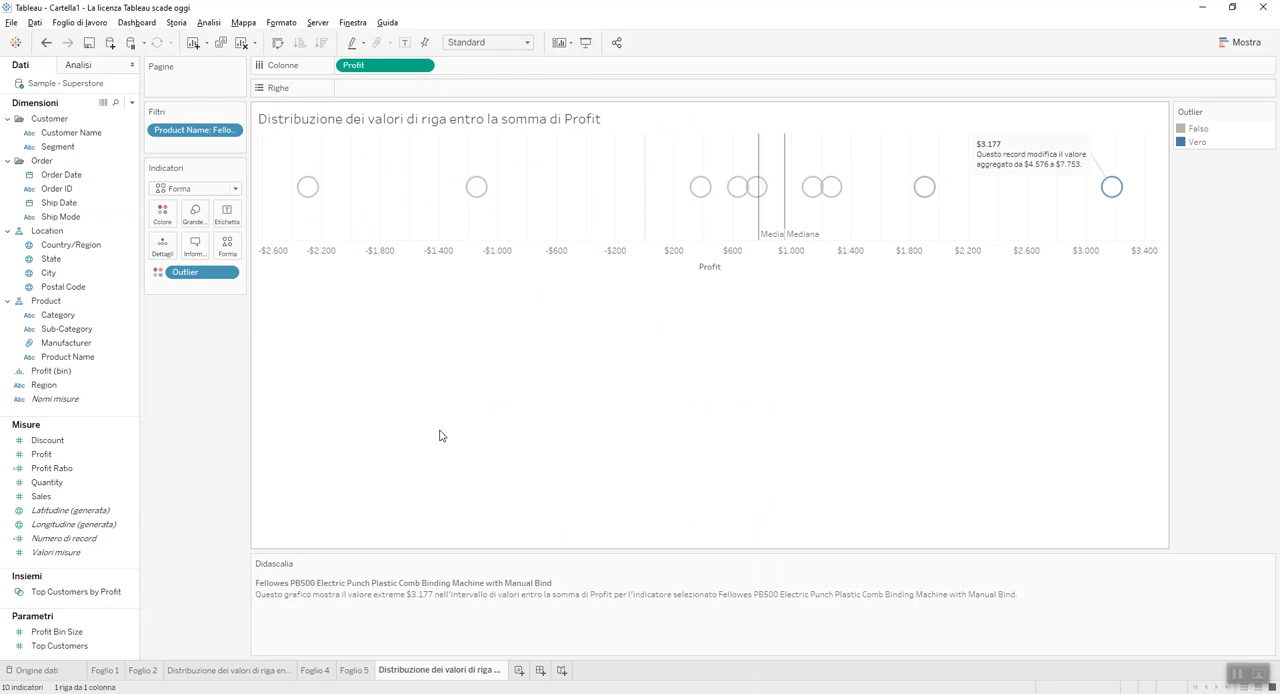 Tableau - Cartella1 - La licenza Tableau scade oggi
File Dati Foglio di lavoro Dashboard Storia Analisi Mappa Formato Server Finestra Guida
Standard
Mostra
Dati Analisi
Sample - Superstore
Dimensioni
Customer
Abc Customer Name
Abc Segment
Order
Order Date
Abc Order ID
Ship Date
Abc Ship Mode
Location
Country/Region
State
City
Postal Code
Product
Abc Category
Abc Sub-Category
Manufacturer
Abc Product Name
Profit (bin)
Abc Region
Abc Nomi misure
Misure
Discount
Profit
Profit Ratio
Quantity
Sales
Latitudine (generata)
Longitudine (generata)
Numero di record
Valori misure
Insiemi
Top Customers by Profit
Parametri
Profit Bin Size
Top Customers
Pagine
Filtri
Product Name: Fello..
Indicatori
Forma
Colore Grande... Etichetta
Dettagli Inform... Forma
Outlier
Colonne Profit
Righe
Distribuzione dei valori di riga entro la somma di Profit
$3.177
Questo record modifica il valore
aggregato da $4.576 a $7.753.
Media Mediana
-$2.600 -$2.200 -$1.800 -$1.400 -$1.000 -$600 -$200 $200 $600 $1.000 $1.400 $1.800 $2.200 $2.600 $3.000 $3.400
Profit
Outlier
Falso
Vero
Didascalia
Fellowes PB500 Electric Punch Plastic Comb Binding Machine with Manual Bind
Questo grafico mostra il valore extreme $3.177 nell'intervallo di valori entro la somma di Profit per l'indicatore selezionato Fellowes PB500 Electric Punch Plastic Comb Binding Machine with Manual Bind.
Origine dati Foglio 1 Foglio 2 Distribuzione dei valori di riga en... Foglio 4 Foglio 5 Distribuzione dei valori di riga ...
10 indicatori 1 riga da 1 colonna